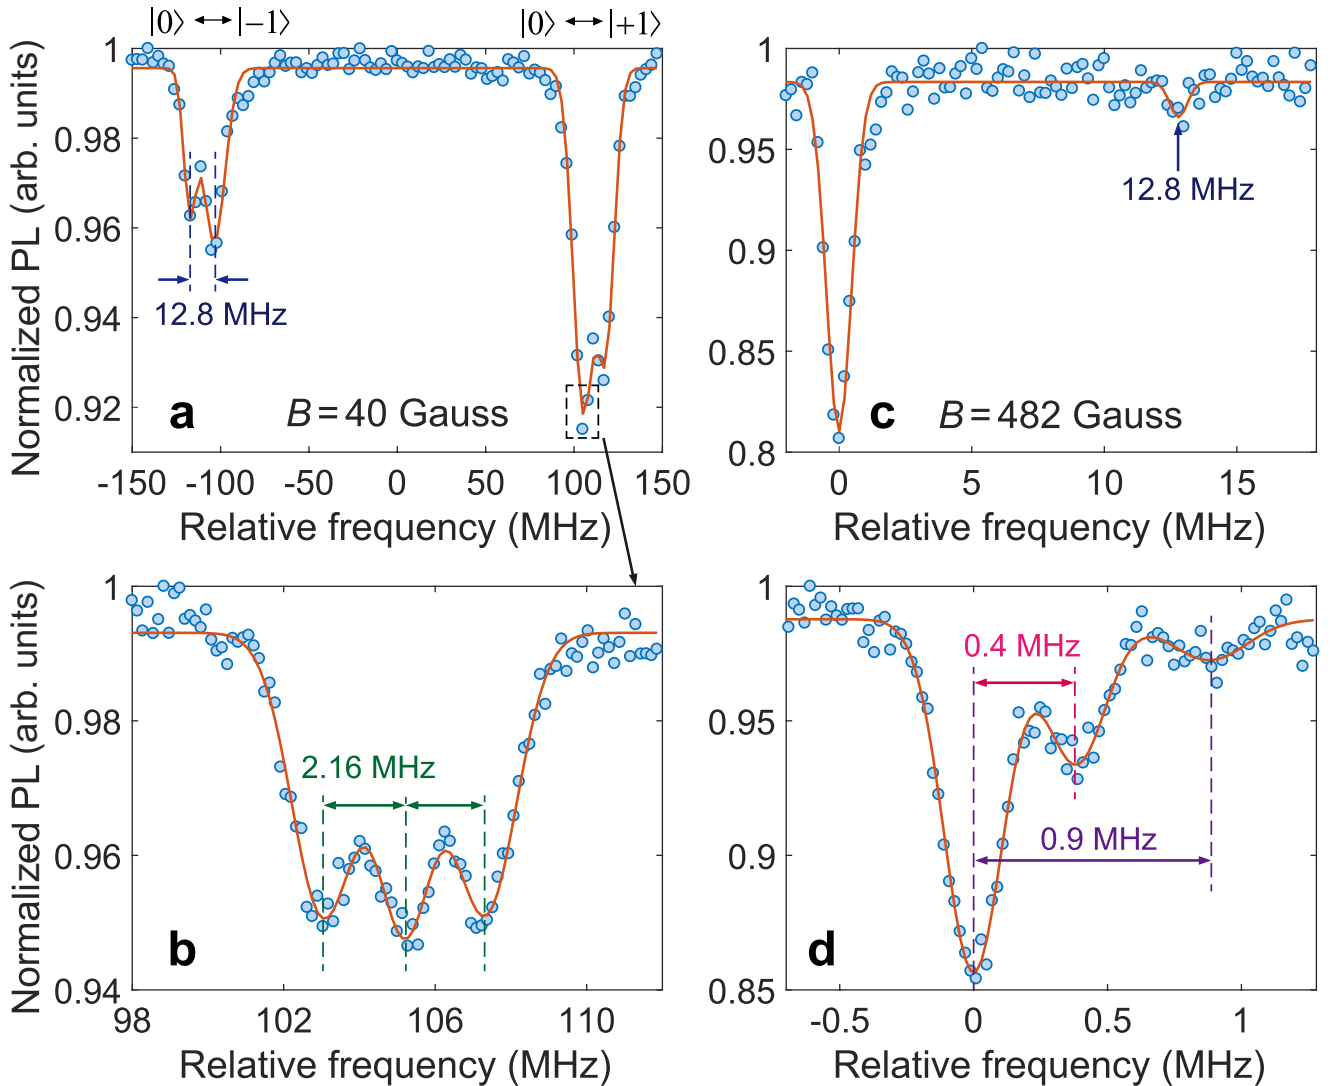 |0⟩ ↔ |−1⟩
|0⟩ ↔ |+1⟩
Normalized PL (arb. units)
1
0.98
0.96
0.94
0.92
12.8 MHz
a
B = 40 Gauss
-150 -100 -50 0 50 100 150
Relative frequency (MHz)
Normalized PL (arb. units)
1
0.98
0.96
0.94
2.16 MHz
b
98 102 106 110
Relative frequency (MHz)
1
0.95
0.9
0.85
0.8
12.8 MHz
c
B = 482 Gauss
0 5 10 15
Relative frequency (MHz)
1
0.95
0.9
0.85
0.4 MHz
0.9 MHz
d
-0.5 0 0.5 1
Relative frequency (MHz)